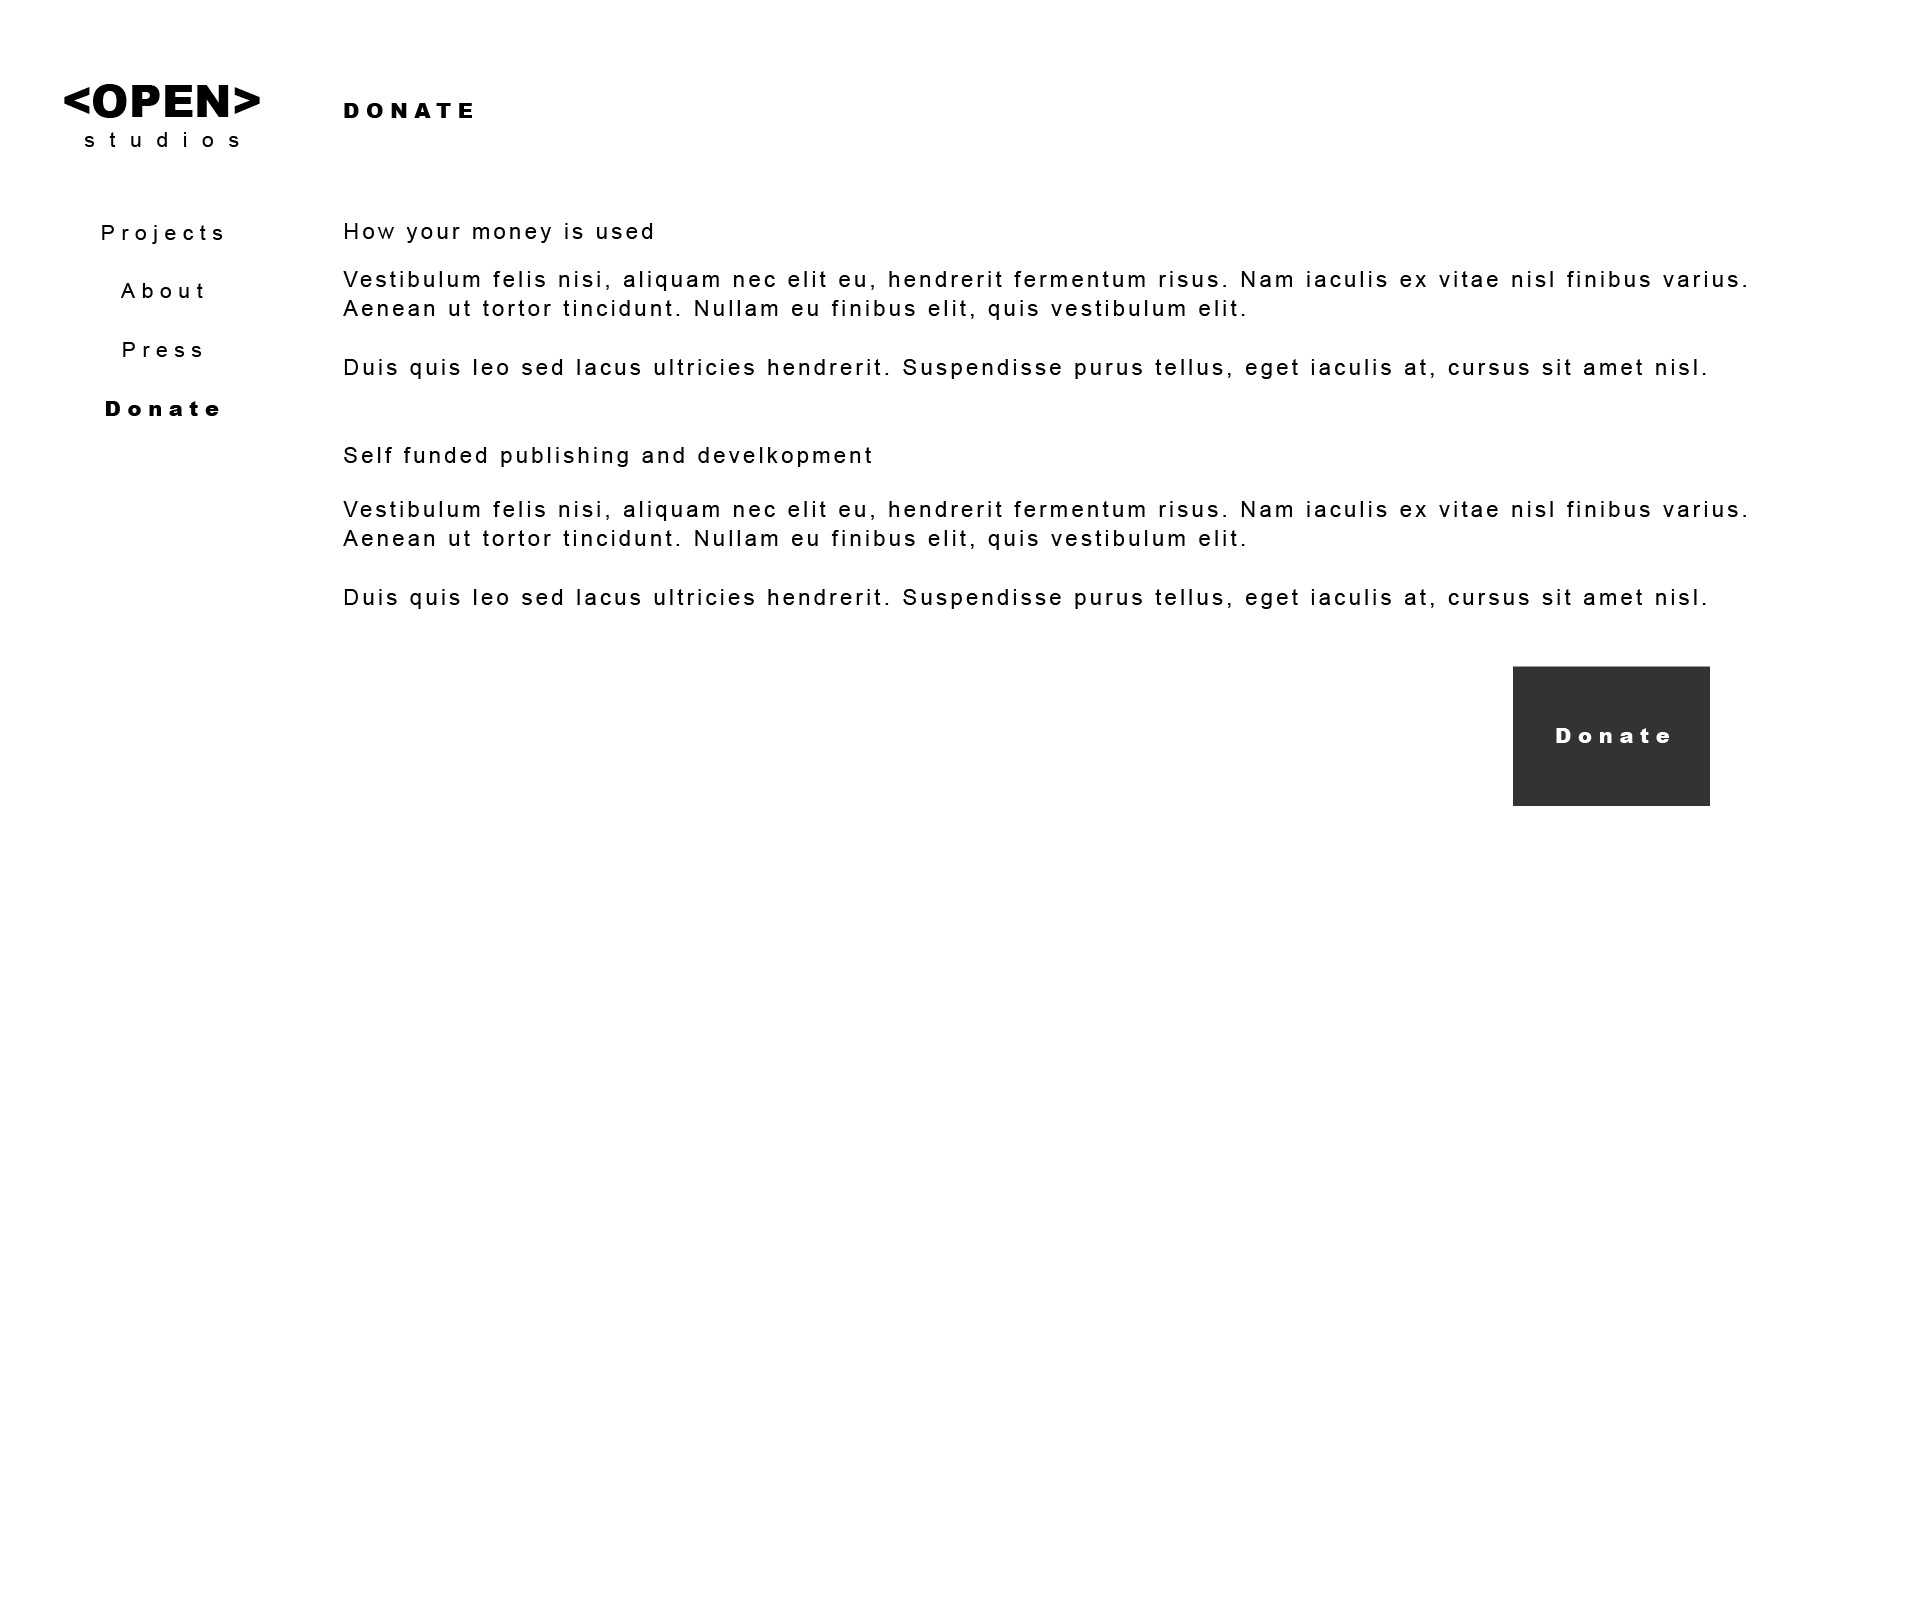 <OPEN>
studios
Projects
About
Press
Donate
DONATE
How your money is used
Vestibulum felis nisi, aliquam nec elit eu, hendrerit fermentum risus. Nam iaculis ex vitae nisl finibus varius.
Aenean ut tortor tincidunt. Nullam eu finibus elit, quis vestibulum elit.
Duis quis leo sed lacus ultricies hendrerit. Suspendisse purus tellus, eget iaculis at, cursus sit amet nisl.
Self funded publishing and develkopment
Vestibulum felis nisi, aliquam nec elit eu, hendrerit fermentum risus. Nam iaculis ex vitae nisl finibus varius.
Aenean ut tortor tincidunt. Nullam eu finibus elit, quis vestibulum elit.
Duis quis leo sed lacus ultricies hendrerit. Suspendisse purus tellus, eget iaculis at, cursus sit amet nisl.
Donate